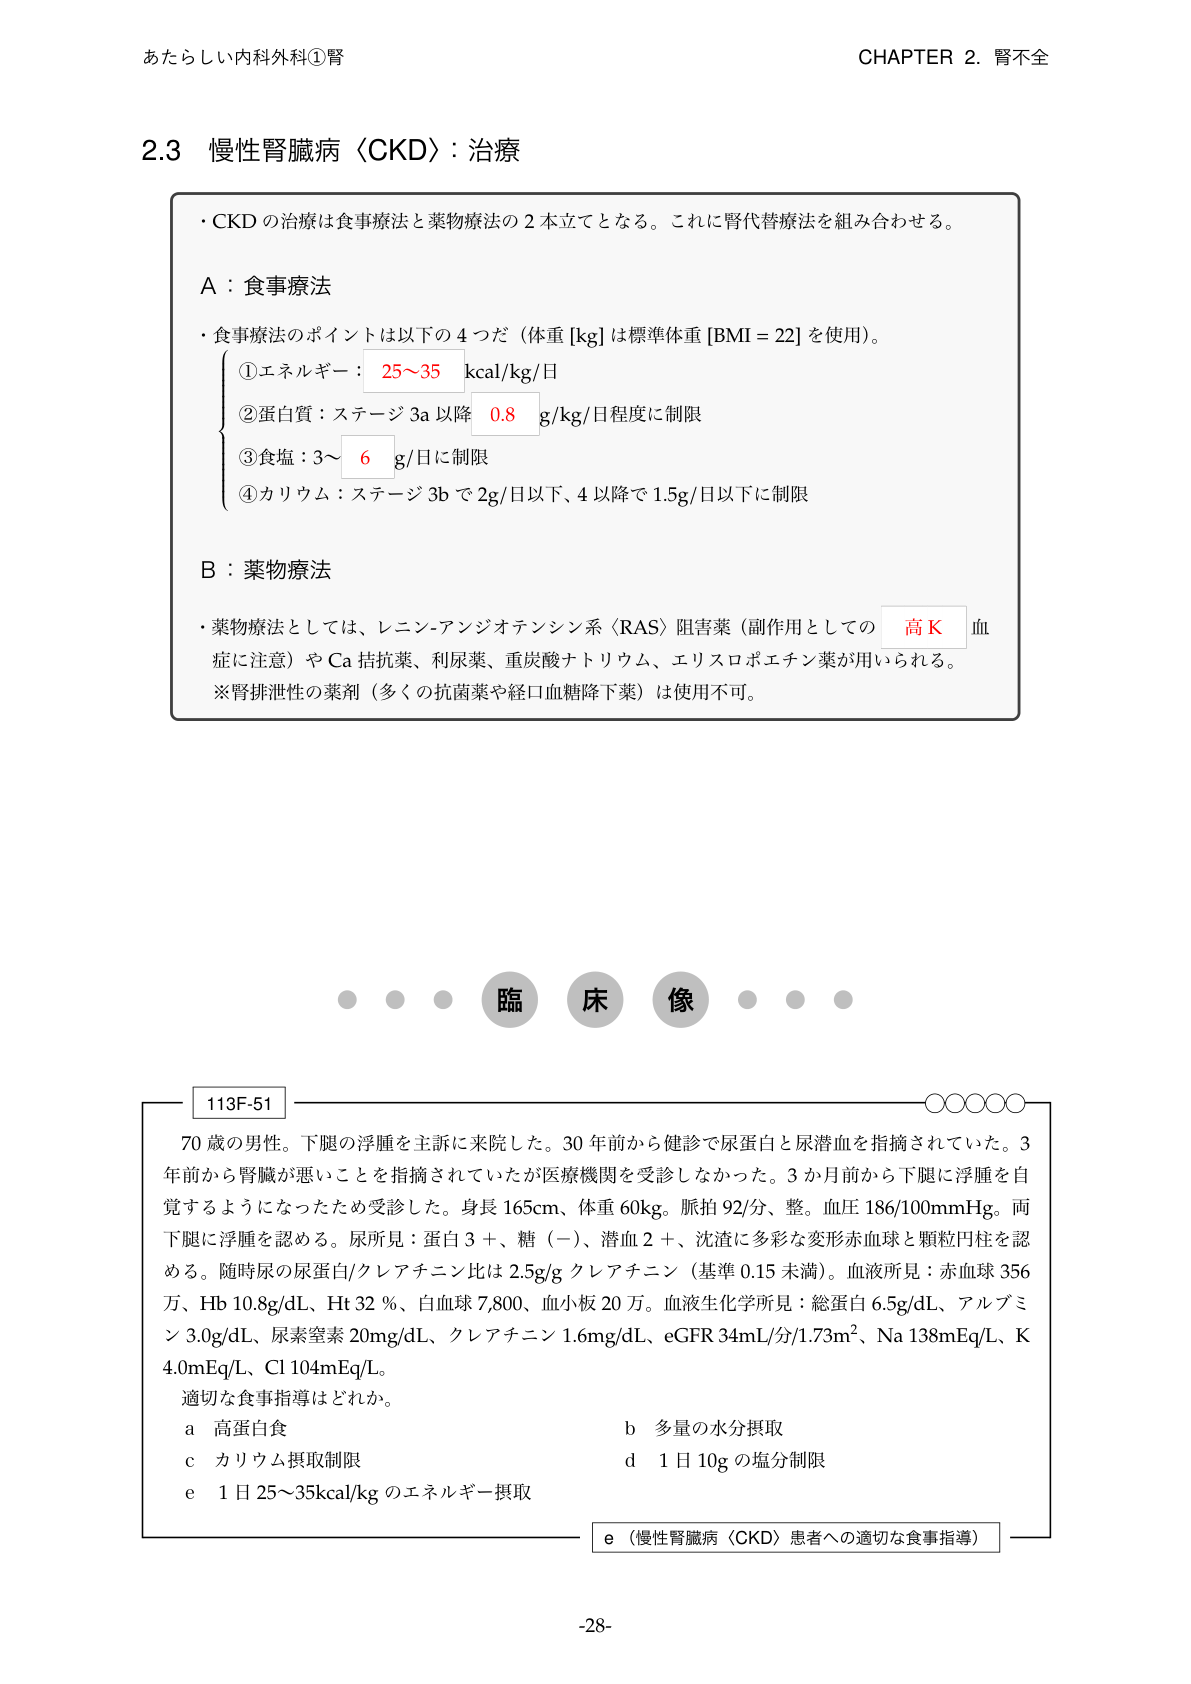 あたらしい内科外科①腎
CHAPTER 2. 腎不全
2.3 慢性腎臓病〈CKD〉：治療
・CKD の治療は食事療法と薬物療法の 2 本立てとなる。これに腎代替療法を組み合わせる。
A：食事療法
・食事療法のポイントは以下の 4 つだ（体重 [kg] は標準体重 [BMI = 22] を使用）。
①エネルギー：25〜35 kcal/kg/日
②蛋白質：ステージ 3a 以降 0.8 g/kg/日程度に制限
③食塩：3〜 6 g/日に制限
④カリウム：ステージ 3b で 2g/日以下、4 以降で 1.5g/日以下に制限
B：薬物療法
・薬物療法としては、レニン-アンジオテンシン系〈RAS〉阻害薬（副作用としての 高 K 血
症に注意）や Ca 拮抗薬、利尿薬、重炭酸ナトリウム、エリスロポエチン薬が用いられる。
※腎排泄性の薬剤（多くの抗菌薬や経口血糖降下薬）は使用不可。
臨床像
113F-51
70 歳の男性。下腿の浮腫を主訴に来院した。30 年前から健診で尿蛋白と尿潜血を指摘されていた。3
年前から腎臓が悪いことを指摘されていたが医療機関を受診しなかった。3 か月前から下腿に浮腫を自
覚するようになったため受診した。身長 165cm、体重 60kg。脈拍 92/分、整。血圧 186/100mmHg。両
下腿に浮腫を認める。尿所見：蛋白 3 ＋、糖（−）、潜血 2 ＋、沈渣に多彩な変形赤血球と顆粒円柱を認
める。随時尿の尿蛋白/クレアチニン比は 2.5g/g クレアチニン（基準 0.15 未満）。血液所見：赤血球 356
万、Hb 10.8g/dL、Ht 32 %、白血球 7,800、血小板 20 万。血液生化学所見：総蛋白 6.5g/dL、アルブミ
ン 3.0g/dL、尿素窒素 20mg/dL、クレアチニン 1.6mg/dL、eGFR 34mL/分/1.73m²、Na 138mEq/L、K
4.0mEq/L、Cl 104mEq/L。
適切な食事指導はどれか。
a 高蛋白食
b 多量の水分摂取
c カリウム摂取制限
d 1 日 10g の塩分制限
e 1 日 25〜35kcal/kg のエネルギー摂取
e（慢性腎臓病〈CKD〉患者への適切な食事指導）
-28-